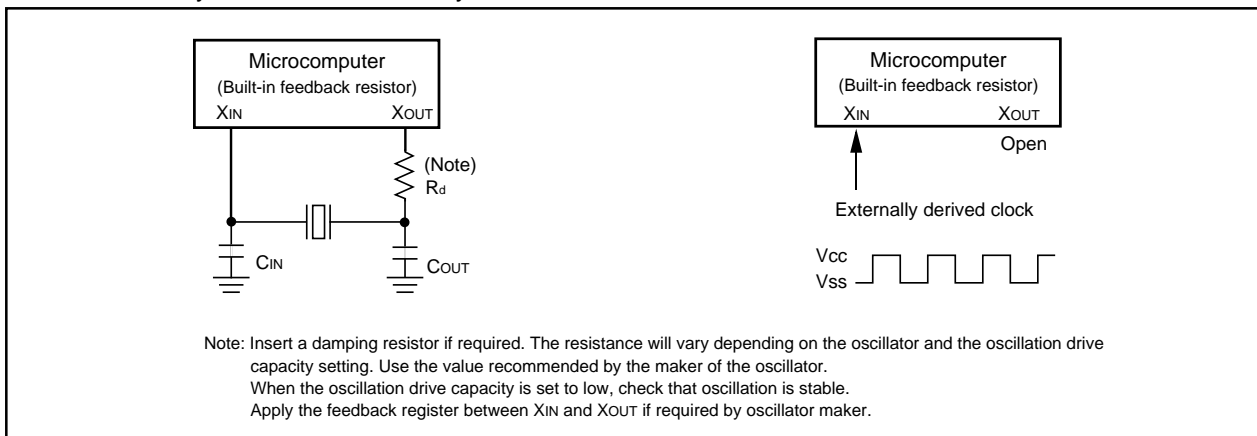 Microcomputer
(Built-in feedback resistor)
XIN XOUT
(Note)
Rd
CIN
COUT
Microcomputer
(Built-in feedback resistor)
XIN XOUT
Open
Externally derived clock
Vcc
Vss
Note: Insert a damping resistor if required. The resistance will vary depending on the oscillator and the oscillation drive
capacity setting. Use the value recommended by the maker of the oscillator.
When the oscillation drive capacity is set to low, check that oscillation is stable.
Apply the feedback register between XIN and XOUT if required by oscillator maker.